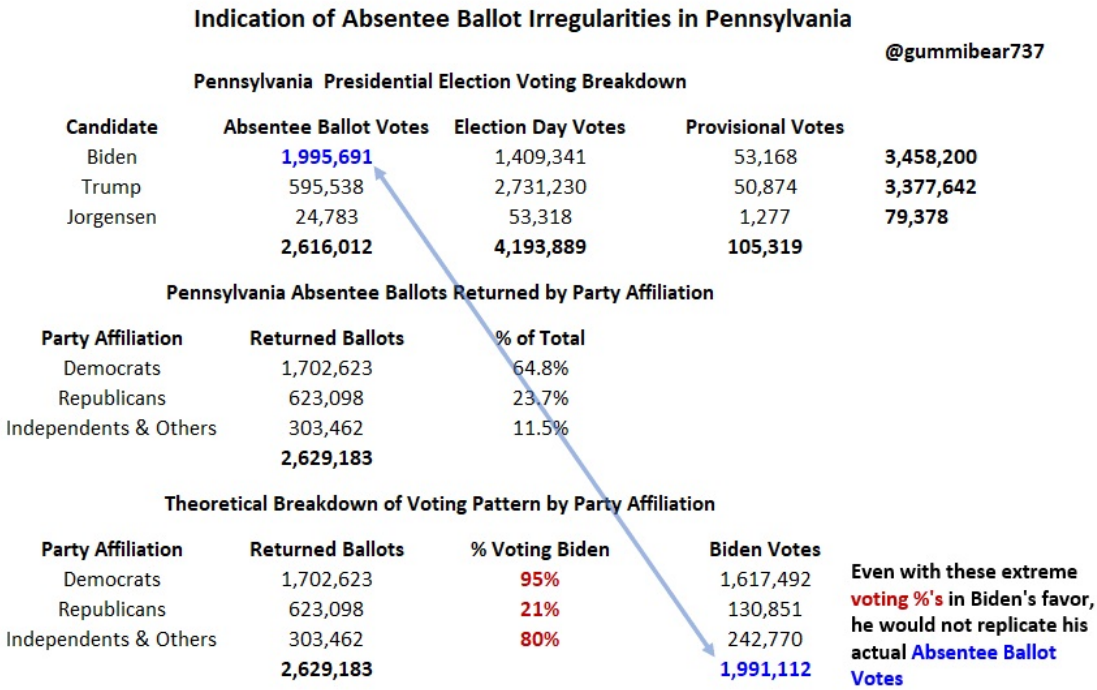 Indication of Absentee Ballot Irregularities in Pennsylvania
@gummibear737
Pennsylvania Presidential Election Voting Breakdown
Candidate Absentee Ballot Votes Election Day Votes Provisional Votes
Biden 1,995,691 1,409,341 53,168 3,458,200
Trump 595,538 2,731,230 50,874 3,377,642
Jorgensen 24,783 53,318 1,277 79,378
2,616,012 4,193,889 105,319
Pennsylvania Absentee Ballots Returned by Party Affiliation
Party Affiliation Returned Ballots % of Total
Democrats 1,702,623 64.8%
Republicans 623,098 23.7%
Independents & Others 303,462 11.5%
2,629,183
Theoretical Breakdown of Voting Pattern by Party Affiliation
Party Affiliation Returned Ballots % Voting Biden Biden Votes
Democrats 1,702,623 95% 1,617,492
Republicans 623,098 21% 130,851
Independents & Others 303,462 80% 242,770
2,629,183 1,991,112
Even with these extreme
voting %'s in Biden's favor,
he would not replicate his
actual Absentee Ballot
Votes